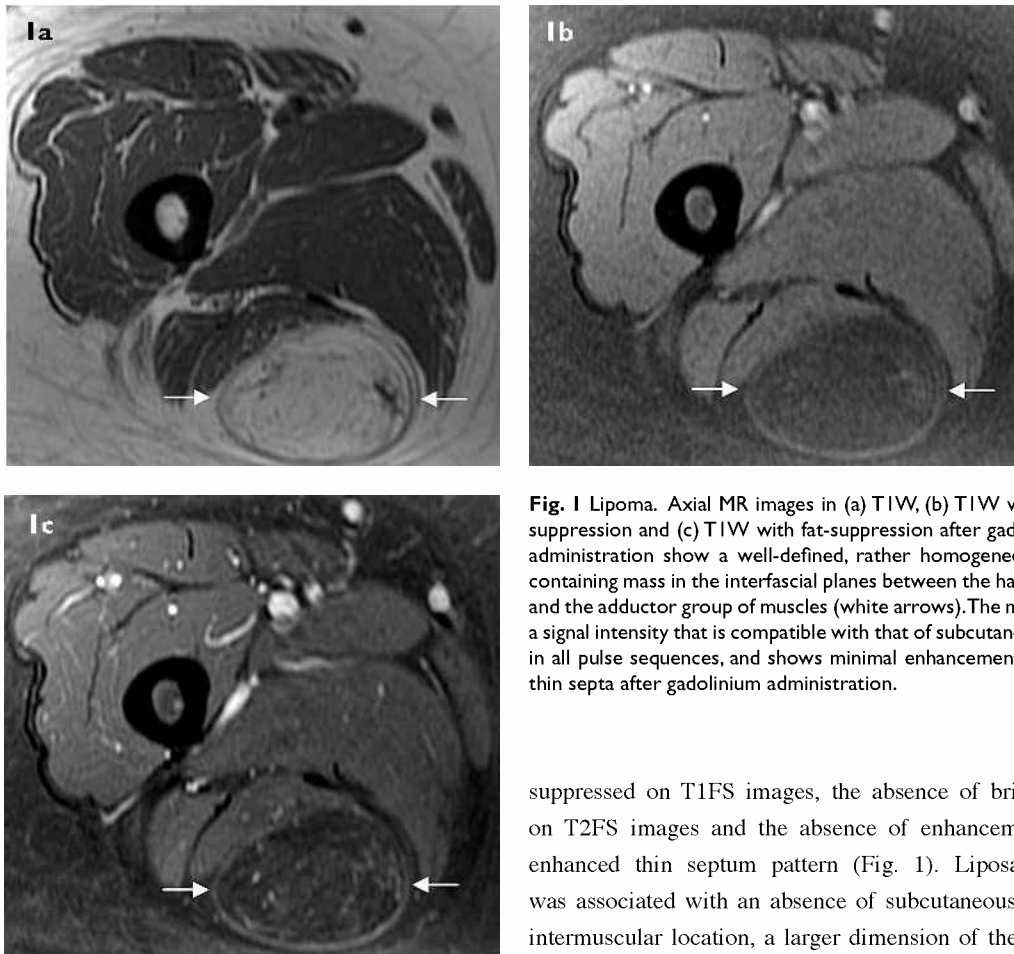 1a
1b
1c
Fig. 1 Lipoma. Axial MR images in (a) T1W, (b) T1W
suppression and (c) T1W with fat-suppression after
administration show a well-defined, rather
containing mass in the interfascial planes between the
and the adductor group of muscles (white arrows).The
a signal intensity that is compatible with that of
in all pulse sequences, and shows minimal enhancement
thin septa after gadolinium administration.
suppressed on T1FS images, the absence of
on T2FS images and the absence of
enhanced thin septum pattern (Fig. 1).
was associated with an absence of subcutaneous
intermuscular location, a larger dimension of the